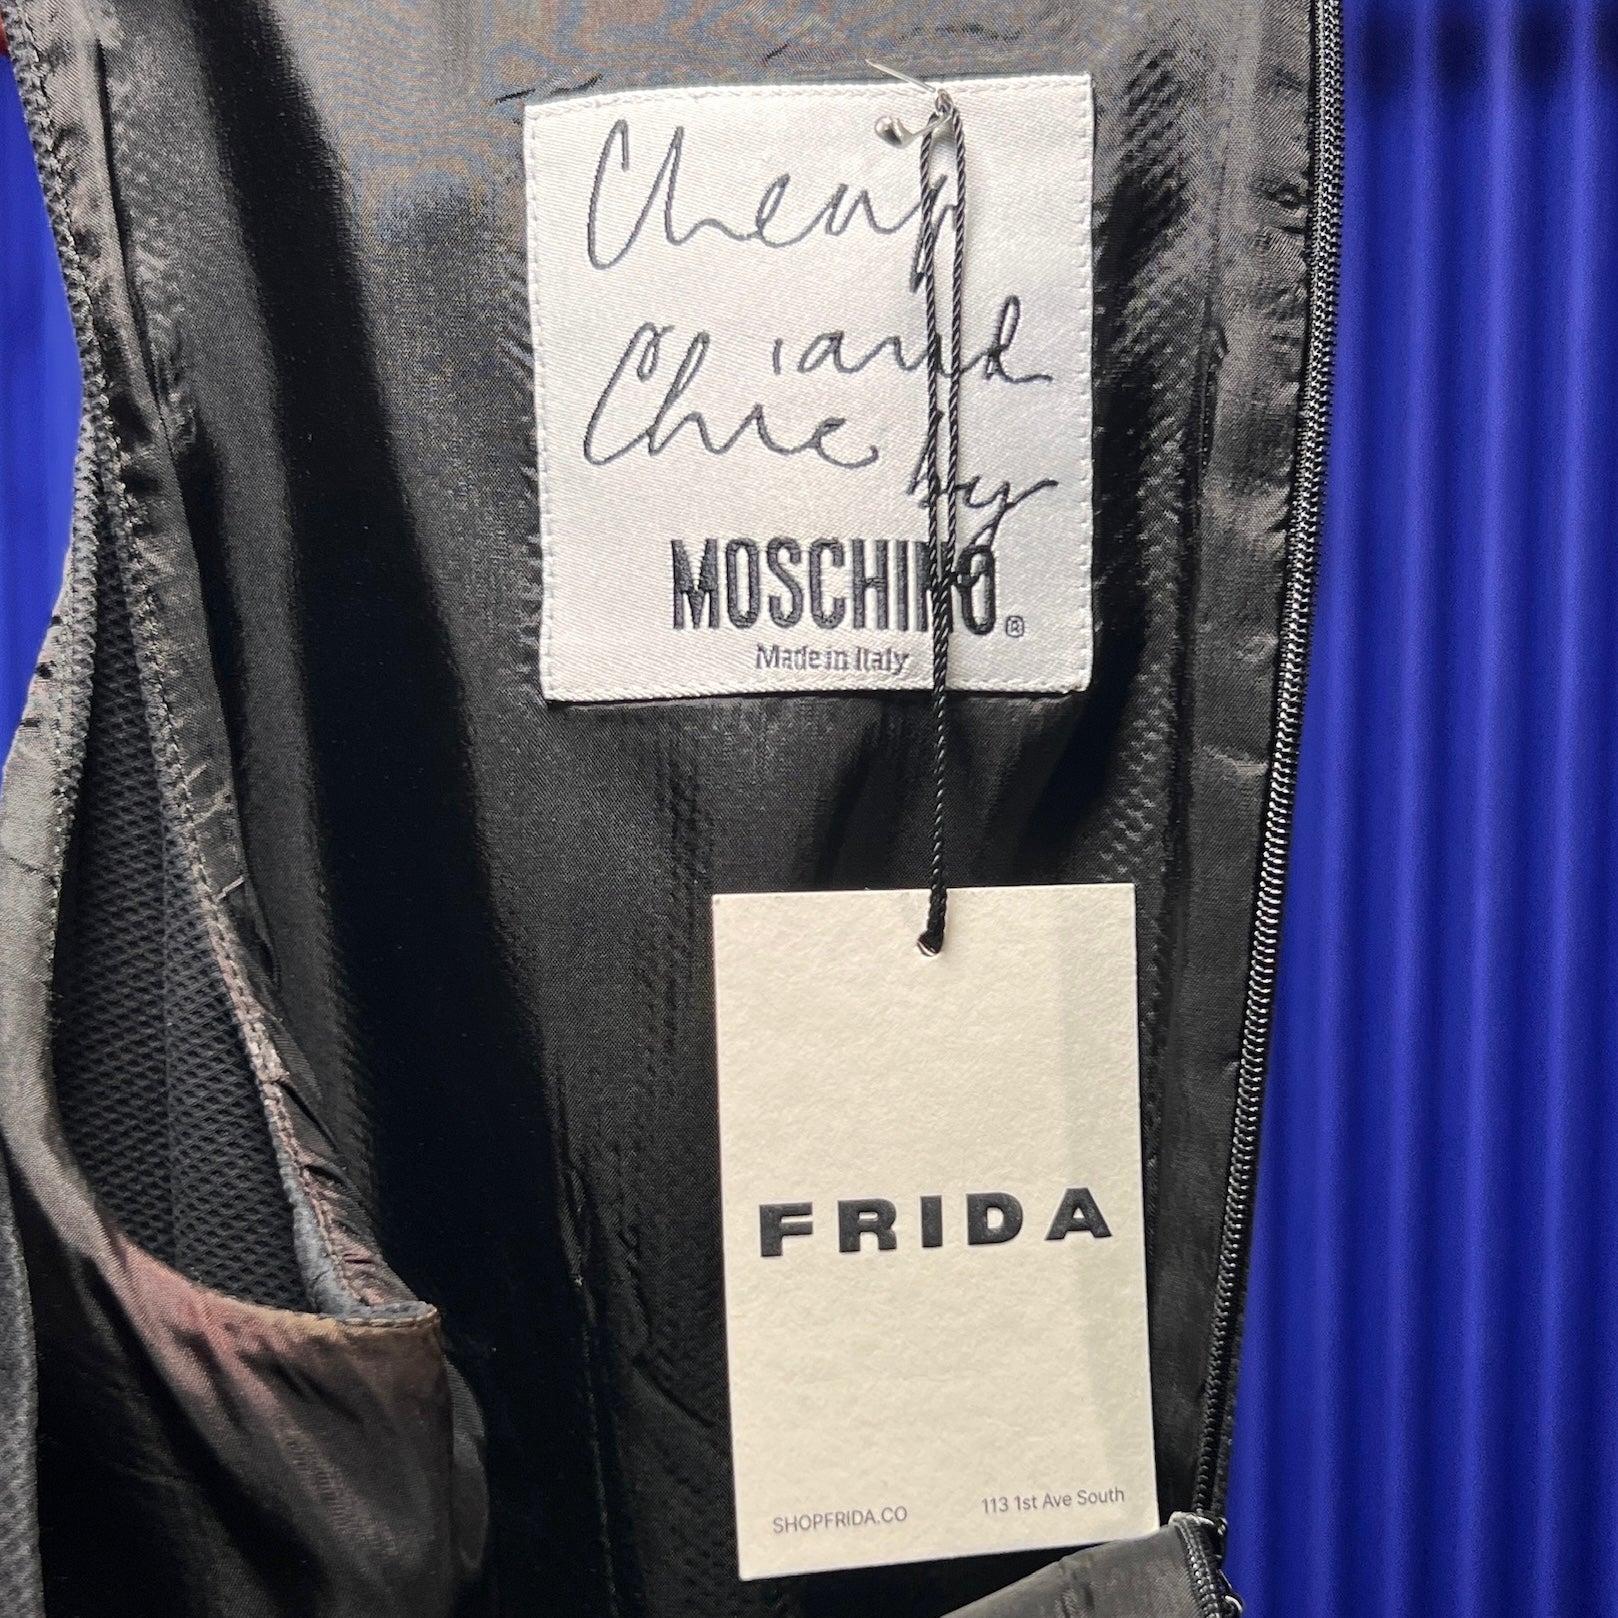 Cheap
and
Chic by
MOSCHINO®
Made in Italy
FRIDA
SHOPFRIDA.CO 113 1st Ave South